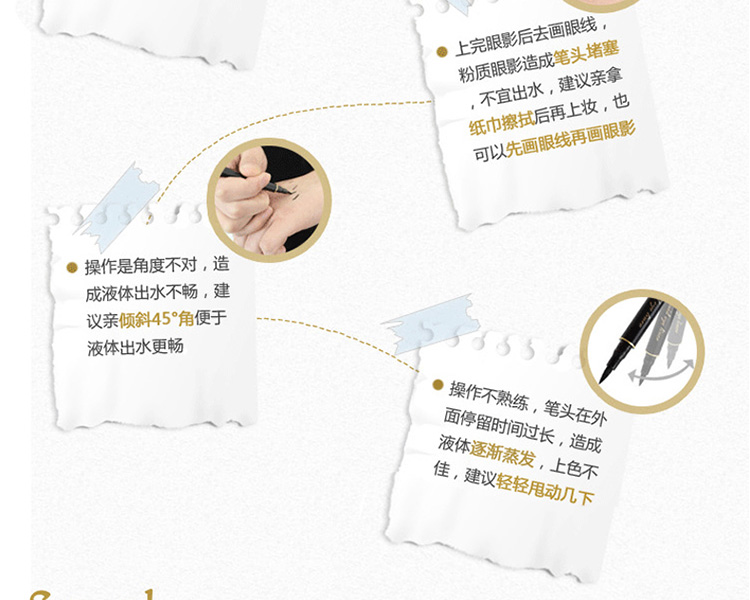 上完眼影后去画眼线，
粉质眼影造成笔头堵塞
，不宜出水，建议亲拿
纸巾擦拭后再上妆，也
可以先画眼线再画眼影
操作是角度不对，造
成液体出水不畅，建
议亲倾斜45°角便于
液体出水更畅
操作不熟练，笔头在外
面停留时间过长，造成
液体逐渐蒸发，上色不
佳，建议轻轻甩动几下